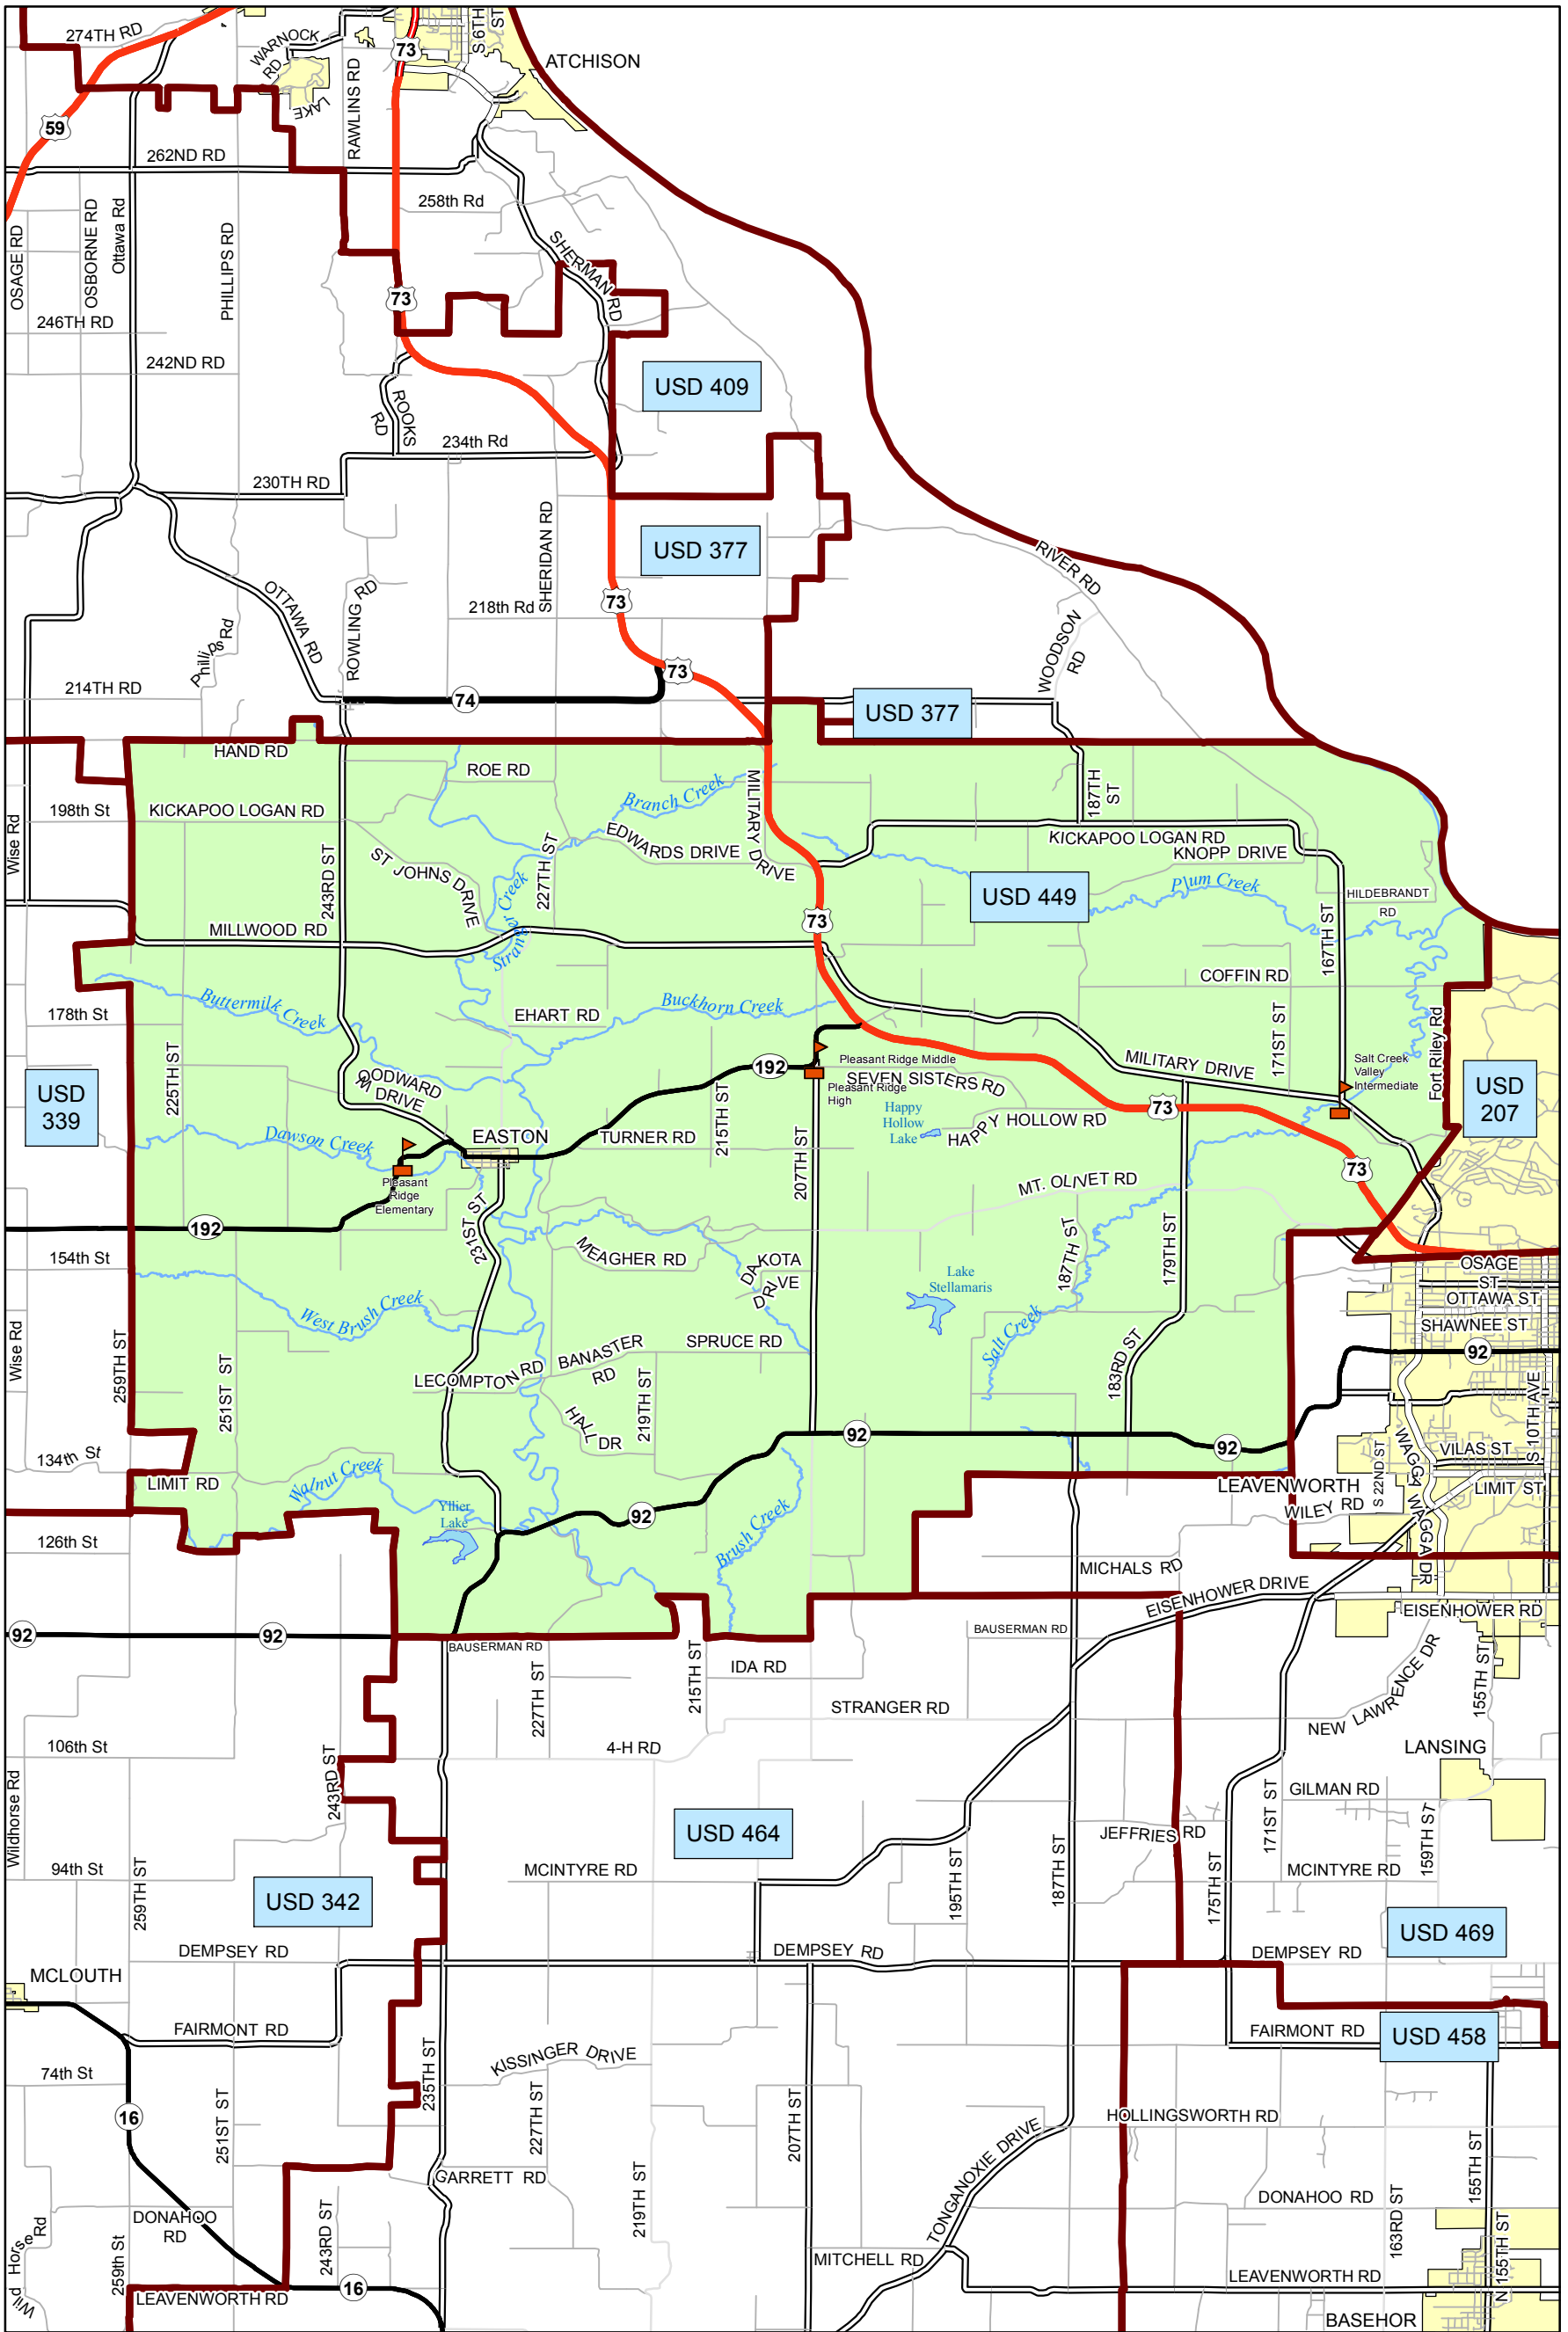 274TH RD
WARNOCK
RD
LAKE
RAWLINS RD
73
S 6TH
ST
ATCHISON
59
262ND RD
258th Rd
OSAGE RD
OSBORNE RD
Ottawa Rd
PHILLIPS RD
SHERMAN RD
73
246TH RD
242ND RD
USD 409
ROOKS
RD
234th Rd
230TH RD
USD 377
SHERIDAN RD
RIVER RD
OTTAWA RD
ROWLING RD
218th Rd
73
Phillips Rd
WOODSON
RD
73
214TH RD
74
USD 377
HAND RD
ROE RD
Branch Creek
MILITARY
DRIVE
187TH
ST
198th St
KICKAPOO LOGAN RD
Wise Rd
243RD ST
ST JOHNS DRIVE
227TH ST
EDWARDS DRIVE
KICKAPOO LOGAN RD
KNOPP DRIVE
Plum Creek
USD 449
HILDEBRANDT
RD
Stranger Creek
73
167TH ST
MILLWOOD RD
COFFIN RD
Buttermilk Creek
Buckhorn Creek
178th St
EHART RD
Fort Riley Rd
171ST ST
MILITARY DRIVE
Salt Creek
Valley
Intermediate
Pleasant Ridge Middle
192
SEVEN SISTERS RD
Pleasant Ridge
High
WOODWARD
DRIVE
USD
339
225TH ST
USD
207
215TH ST
Happy
Hollow
Lake
HAPPY HOLLOW RD
73
Dawson Creek
EASTON
TURNER RD
207TH ST
73
Pleasant
Ridge
Elementary
MT. OLIVET RD
192
231ST ST
154th St
MEAGHER RD
DAKOTA
DRIVE
187TH ST
179TH ST
Lake
Stellamaris
OSAGE
ST
OTTAWA ST
SHAWNEE ST
West Brush Creek
Salt Creek
Wise Rd
259TH ST
251ST ST
SPRUCE RD
BANASTER
RD
LECOMPTON RD
183RD ST
92
219TH ST
HALL
DR
S 10TH AVE
134th St
92
92
WAGGA WAGGA DR
S 22ND ST
VILAS ST
LIMIT RD
Walnut Creek
LEAVENWORTH
LIMIT ST
Yllier
Lake
92
Brush Creek
WILEY RD
126th St
MICHALS RD
EISENHOWER DRIVE
EISENHOWER RD
92
92
BAUSERMAN RD
BAUSERMAN RD
227TH ST
215TH ST
IDA RD
155TH ST
NEW LAWRENCE DR
STRANGER RD
106th St
4-H RD
243RD ST
LANSING
Wildhorse Rd
GILMAN RD
171ST ST
159TH ST
USD 464
JEFFRIES RD
94th St
MCINTYRE RD
MCINTYRE RD
259TH ST
USD 342
195TH ST
187TH ST
175TH ST
USD 469
DEMPSEY RD
DEMPSEY RD
DEMPSEY RD
MCLOUTH
FAIRMONT RD
FAIRMONT RD
USD 458
KISSINGER DRIVE
74th St
235TH ST
16
251ST ST
227TH ST
207TH ST
HOLLINGSWORTH RD
TONGANOXIE DRIVE
155TH ST
GARRETT RD
219TH ST
DONAHOO RD
163RD ST
DONAHOO
RD
Wild Horse Rd
259th St
243RD ST
MITCHELL RD
16
LEAVENWORTH RD
LEAVENWORTH RD
N 155TH ST
BASEHOR